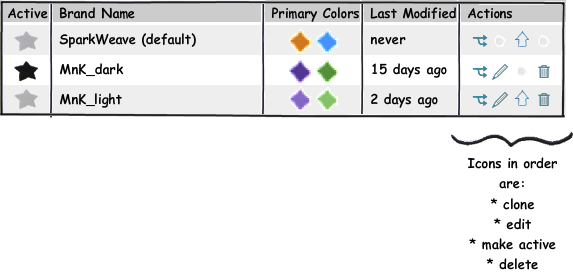 Active Brand Name Primary Colors Last Modified Actions
SparkWeave (default) never
MnK_dark 15 days ago
MnK_light 2 days ago
Icons in order
are:
* clone
* edit
* make active
* delete